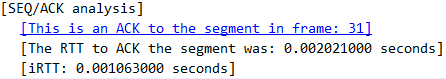 [SEQ/ACK analysis]
[This is an ACK to the segment in frame: 31]
[The RTT to ACK the segment was: 0.002021000 seconds]
[iRTT: 0.001063000 seconds]